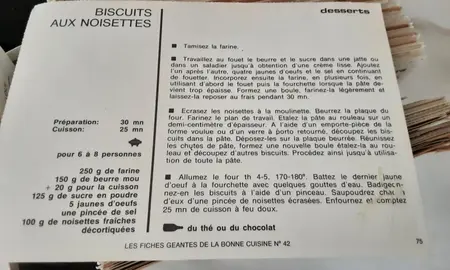 BISCUITS
AUX NOISETTES
Préparation: 30 mn
Cuisson: 25 mn
pour 6 à 8 personnes
250 g de farine
150 g de beurre mou
+ 20 g pour la cuisson
125 g de sucre en poudre
5 jaunes d'oeufs
une pincée de sel
100 g de noisettes fraîches
décortiquées
desserts
■ Tamisez la farine.
■ Travaillez au fouet le beurre et le sucre dans une jatte ou
dans un saladier jusqu'à obtention d'une crème lisse. Ajoutez
l'un après l'autre, quatre jaunes d'oeufs et le sel en continuant
de fouetter. Incorporez ensuite la farine, en plusieurs fois, en
utilisant d'abord le fouet puis la fourchette lorsque la pâte de-
vient trop épaisse. Formez une boule, farinez-la légèrement et
laissez-la reposer au frais pendant 30 mn.
■ Ecrasez les noisettes à la moulinette. Beurrez la plaque du
four. Farinez le plan de travail. Etalez la pâte au rouleau sur un
demi-centimètre d'épaisseur. A l'aide d'un emporte-pièce de la
forme voulue ou d'un verre à porto retourné, découpez les bis-
cuits dans la pâte. Déposez-les sur la plaque beurrée. Réunissez
les chutes de pâte, formez une nouvelle boule étalez-la au rou-
leau et découpez d'autres biscuits. Procédez ainsi jusqu'à utilisa-
tion de toute la pâte.
■ Allumez le four th 4-5, 170-180°. Battez le dernier jaune
d'oeuf à la fourchette avec quelques gouttes d'eau. Badigeon-
nez-en les biscuits à l'aide d'un pinceau. Saupoudrez chacun
d'eux d'une pincée de noisettes écrasées. Enfournez et comptez
25 mn de cuisson à feu doux.
du thé ou du chocolat
LES FICHES GEANTES DE LA BONNE CUISINE N° 42
75